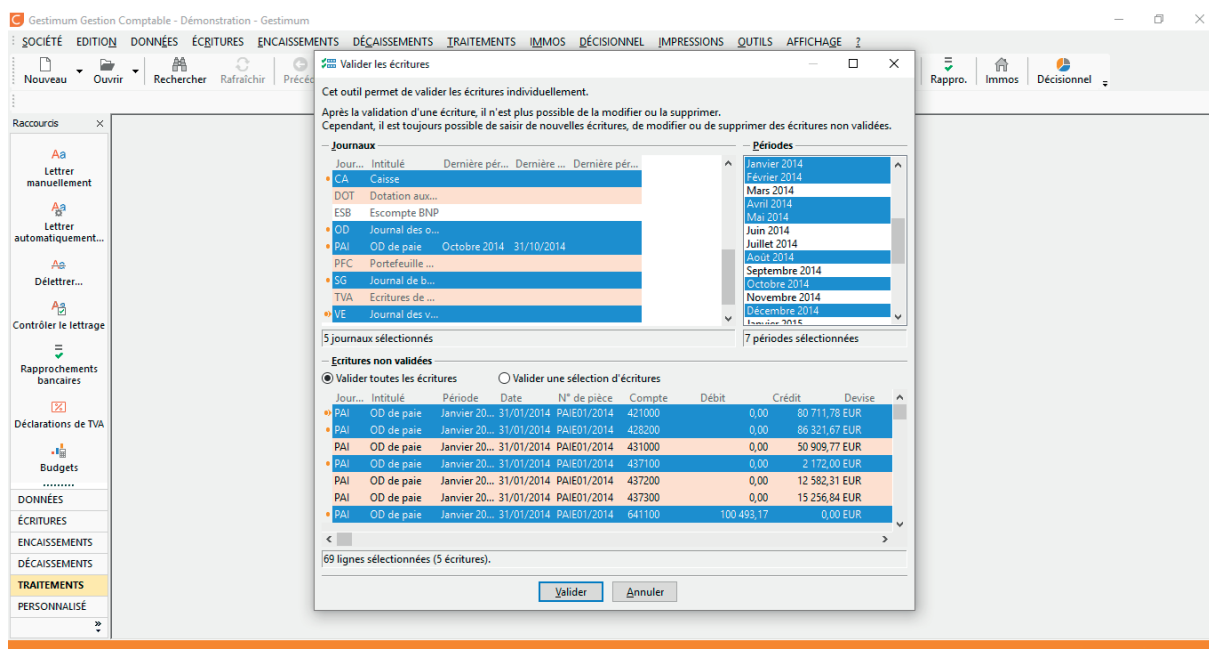 Gestimum Gestion Comptable - Démonstration - Gestimum
SOCIÉTÉ EDITION DONNÉES ÉCRITURES ENCAISSEMENTS DÉCAISSEMENTS TRAITEMENTS IMMOS DÉCISIONNEL IMPRESSIONS OUTILS AFFICHAGE ?
Nouveau Ouvrir Rechercher Rafraîchir Précéd Rappro. Immos Décisionnel
Raccourcis
Lettrer
manuellement
Lettrer
automatiquement...
Délettrer...
Contrôler le lettrage
Rapprochements
bancaires
Déclarations de TVA
Budgets
DONNÉES
ÉCRITURES
ENCAISSEMENTS
DÉCAISSEMENTS
TRAITEMENTS
PERSONNALISÉ
Valider les écritures
Cet outil permet de valider les écritures individuellement.
Après la validation d'une écriture, il n'est plus possible de la modifier ou la supprimer.
Cependant, il est toujours possible de saisir de nouvelles écritures, de modifier ou de supprimer des écritures non validées.
Journaux
Jour... Intitulé Dernière pér... Dernière ... Dernière pér...
CA Caisse
DOT Dotation aux...
ESB Escompte BNP
OD Journal des o...
PAI OD de paie Octobre 2014 31/10/2014
PFC Portefeuille ...
SG Journal de b...
TVA Ecritures de ...
VE Journal des v...
5 journaux sélectionnés
Périodes
Janvier 2014
Février 2014
Mars 2014
Avril 2014
Mai 2014
Juin 2014
Juillet 2014
Août 2014
Septembre 2014
Octobre 2014
Novembre 2014
Décembre 2014
Janvier 2015
7 périodes sélectionnées
Ecritures non validées
Valider toutes les écritures Valider une sélection d'écritures
Jour... Intitulé Période Date N° de pièce Compte Débit Crédit Devise
PAI OD de paie Janvier 20... 31/01/2014 PAIE01/2014 421000 0,00 80 711,78 EUR
PAI OD de paie Janvier 20... 31/01/2014 PAIE01/2014 428200 0,00 86 321,67 EUR
PAI OD de paie Janvier 20... 31/01/2014 PAIE01/2014 431000 0,00 50 909,77 EUR
PAI OD de paie Janvier 20... 31/01/2014 PAIE01/2014 437100 0,00 2 172,00 EUR
PAI OD de paie Janvier 20... 31/01/2014 PAIE01/2014 437200 0,00 12 582,31 EUR
PAI OD de paie Janvier 20... 31/01/2014 PAIE01/2014 437300 0,00 15 256,84 EUR
PAI OD de paie Janvier 20... 31/01/2014 PAIE01/2014 641100 100 493,17 0,00 EUR
69 lignes sélectionnées (5 écritures).
Valider Annuler